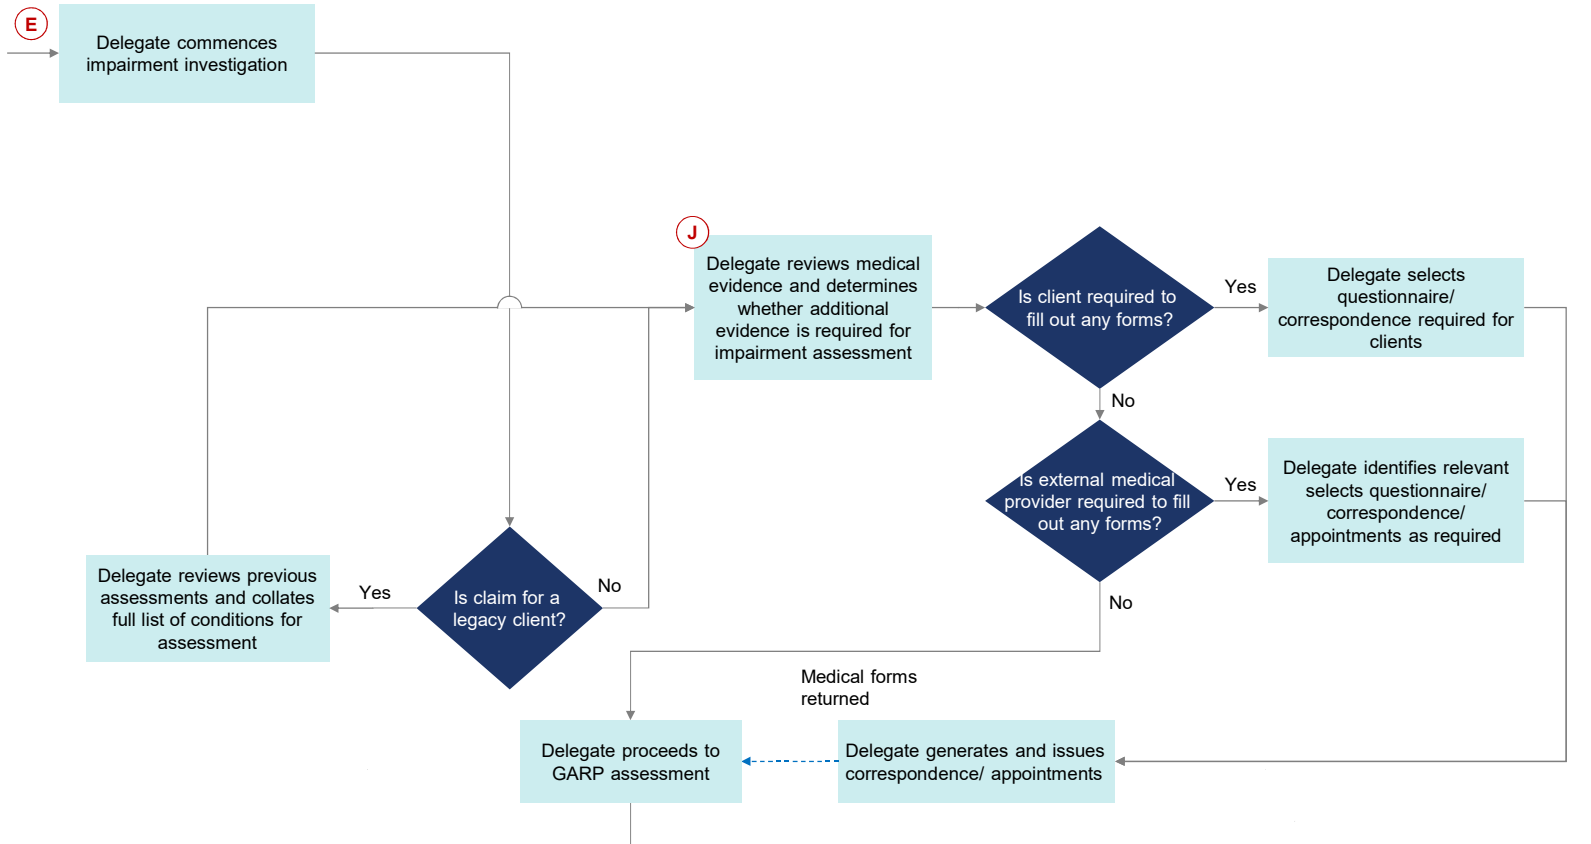 E
Delegate commences
impairment investigation
J
Delegate reviews medical
evidence and determines
whether additional
evidence is required for
impairment assessment
Is client required to
fill out any forms?
Yes
Delegate selects
questionnaire/
correspondence required for
clients
No
Is external medical
provider required to fill
out any forms?
Yes
Delegate identifies relevant
selects questionnaire/
correspondence/
appointments as required
No
Delegate reviews previous
assessments and collates
full list of conditions for
assessment
Yes
Is claim for a
legacy client?
No
Medical forms
returned
Delegate proceeds to
GARP assessment
Delegate generates and issues
correspondence/ appointments